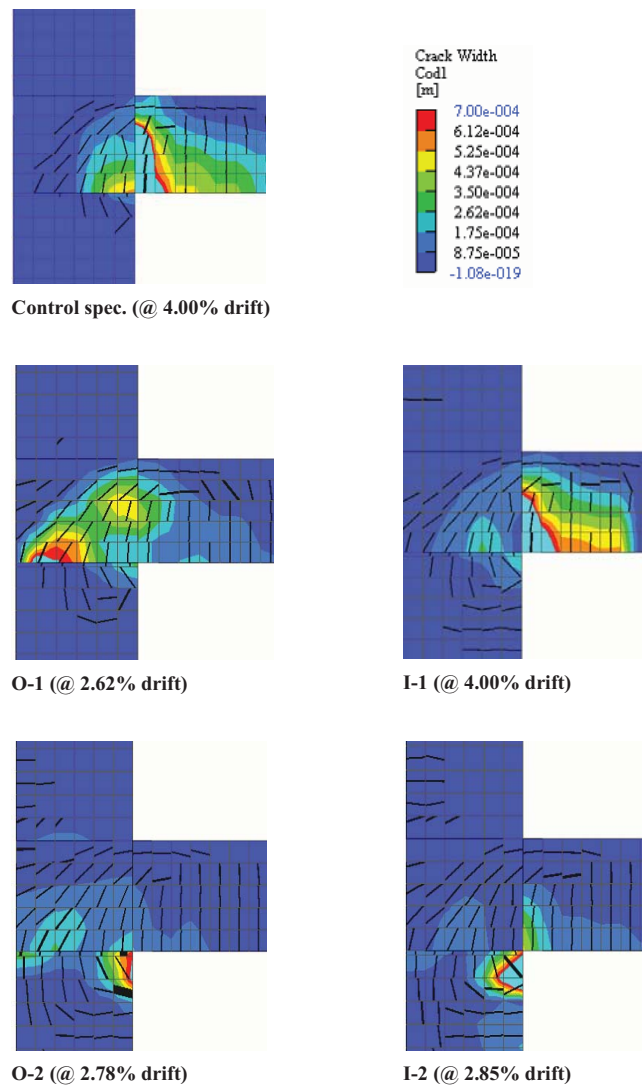 Crack Width
Cod1
[m]
7.00e-004
6.12e-004
5.25e-004
4.37e-004
3.50e-004
2.62e-004
1.75e-004
8.75e-005
-1.08e-019
Control spec. (@ 4.00% drift)
O-1 (@ 2.62% drift)
I-1 (@ 4.00% drift)
O-2 (@ 2.78% drift)
I-2 (@ 2.85% drift)